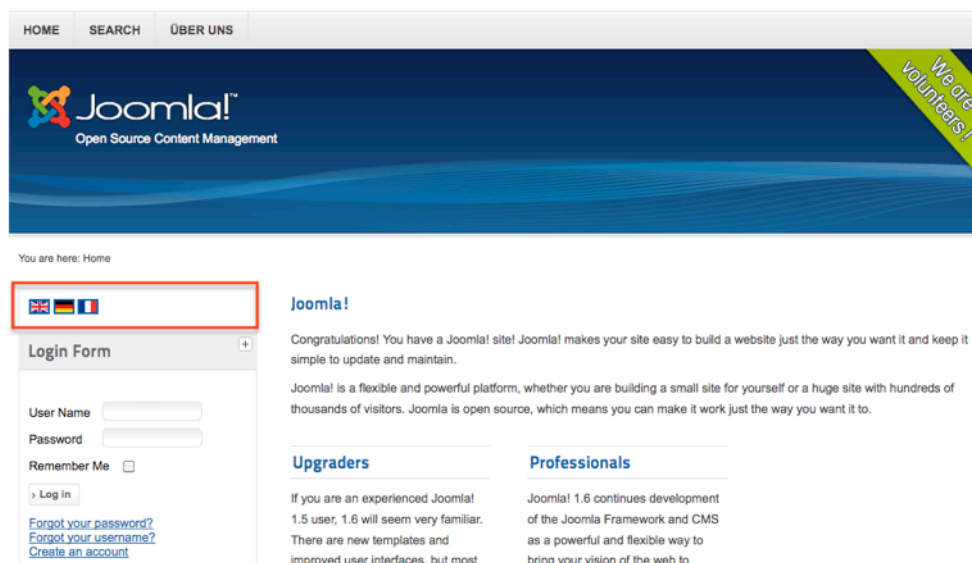 HOME SEARCH ÜBER UNS
We are
volunteers!
Joomla!™
Open Source Content Management
You are here: Home
Login Form
+
User Name
Password
Remember Me
› Log in
Forgot your password?
Forgot your username?
Create an account
Joomla!
Congratulations! You have a Joomla! site! Joomla! makes your site easy to build a website just the way you want it and keep it
simple to update and maintain.
Joomla! is a flexible and powerful platform, whether you are building a small site for yourself or a huge site with hundreds of
thousands of visitors. Joomla is open source, which means you can make it work just the way you want it to.
Upgraders
If you are an experienced Joomla!
1.5 user, 1.6 will seem very familiar.
There are new templates and
improved user interfaces, but most
Professionals
Joomla! 1.6 continues development
of the Joomla Framework and CMS
as a powerful and flexible way to
bring your vision of the web to